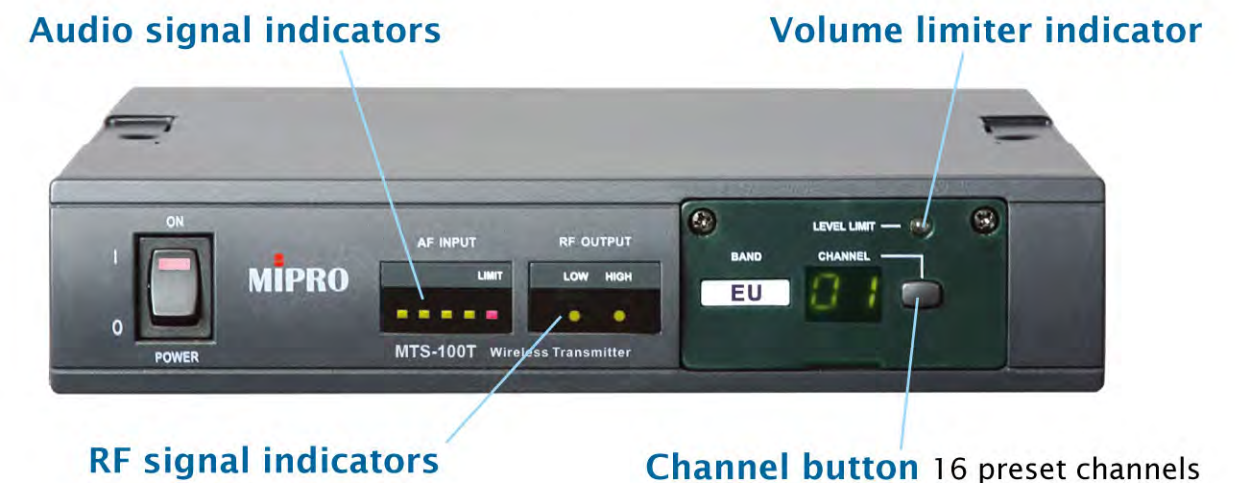 Audio signal indicators
Volume limiter indicator
ON
I
0
POWER
MIPRO
AF INPUT
LIMIT
RF OUTPUT
LOW HIGH
MTS-100T Wireless Transmitter
LEVEL LIMIT
BAND
CHANNEL
EU
01
RF signal indicators
Channel button 16 preset channels